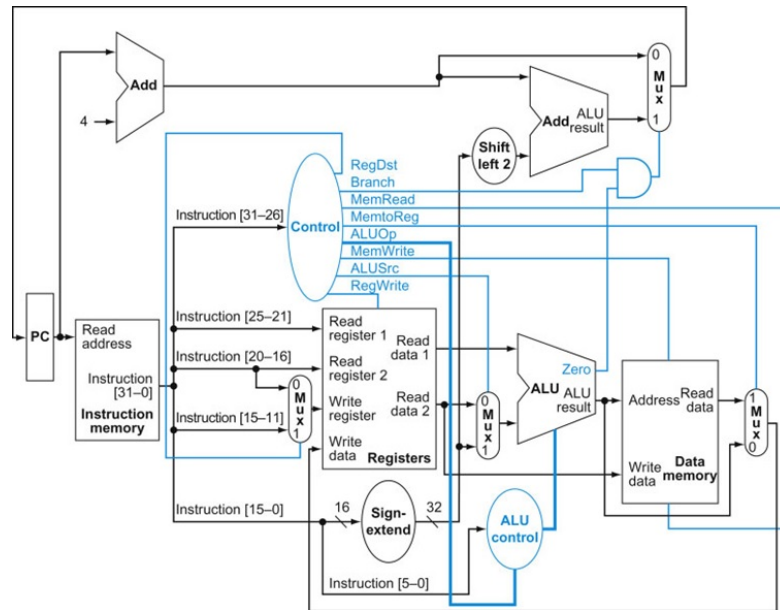 Add
4
Add
ALU
result
0
Mux
1
Shift
left 2
RegDst
Branch
MemRead
MemtoReg
ALUOp
MemWrite
ALUSrc
RegWrite
Control
Instruction [31–26]
Instruction [25–21]
Instruction [20–16]
Instruction [15–11]
Instruction [15–0]
Instruction [5–0]
PC
Read
address
Instruction
[31–0]
Instruction
memory
0
Mux
1
Read
register 1
Read
register 2
Write
register
Write
data
Read
data 1
Read
data 2
Registers
0
Mux
1
Zero
ALU
ALU
result
Address
Read
data
Write
data
Data
memory
1
Mux
0
16
Sign-
extend
32
ALU
control